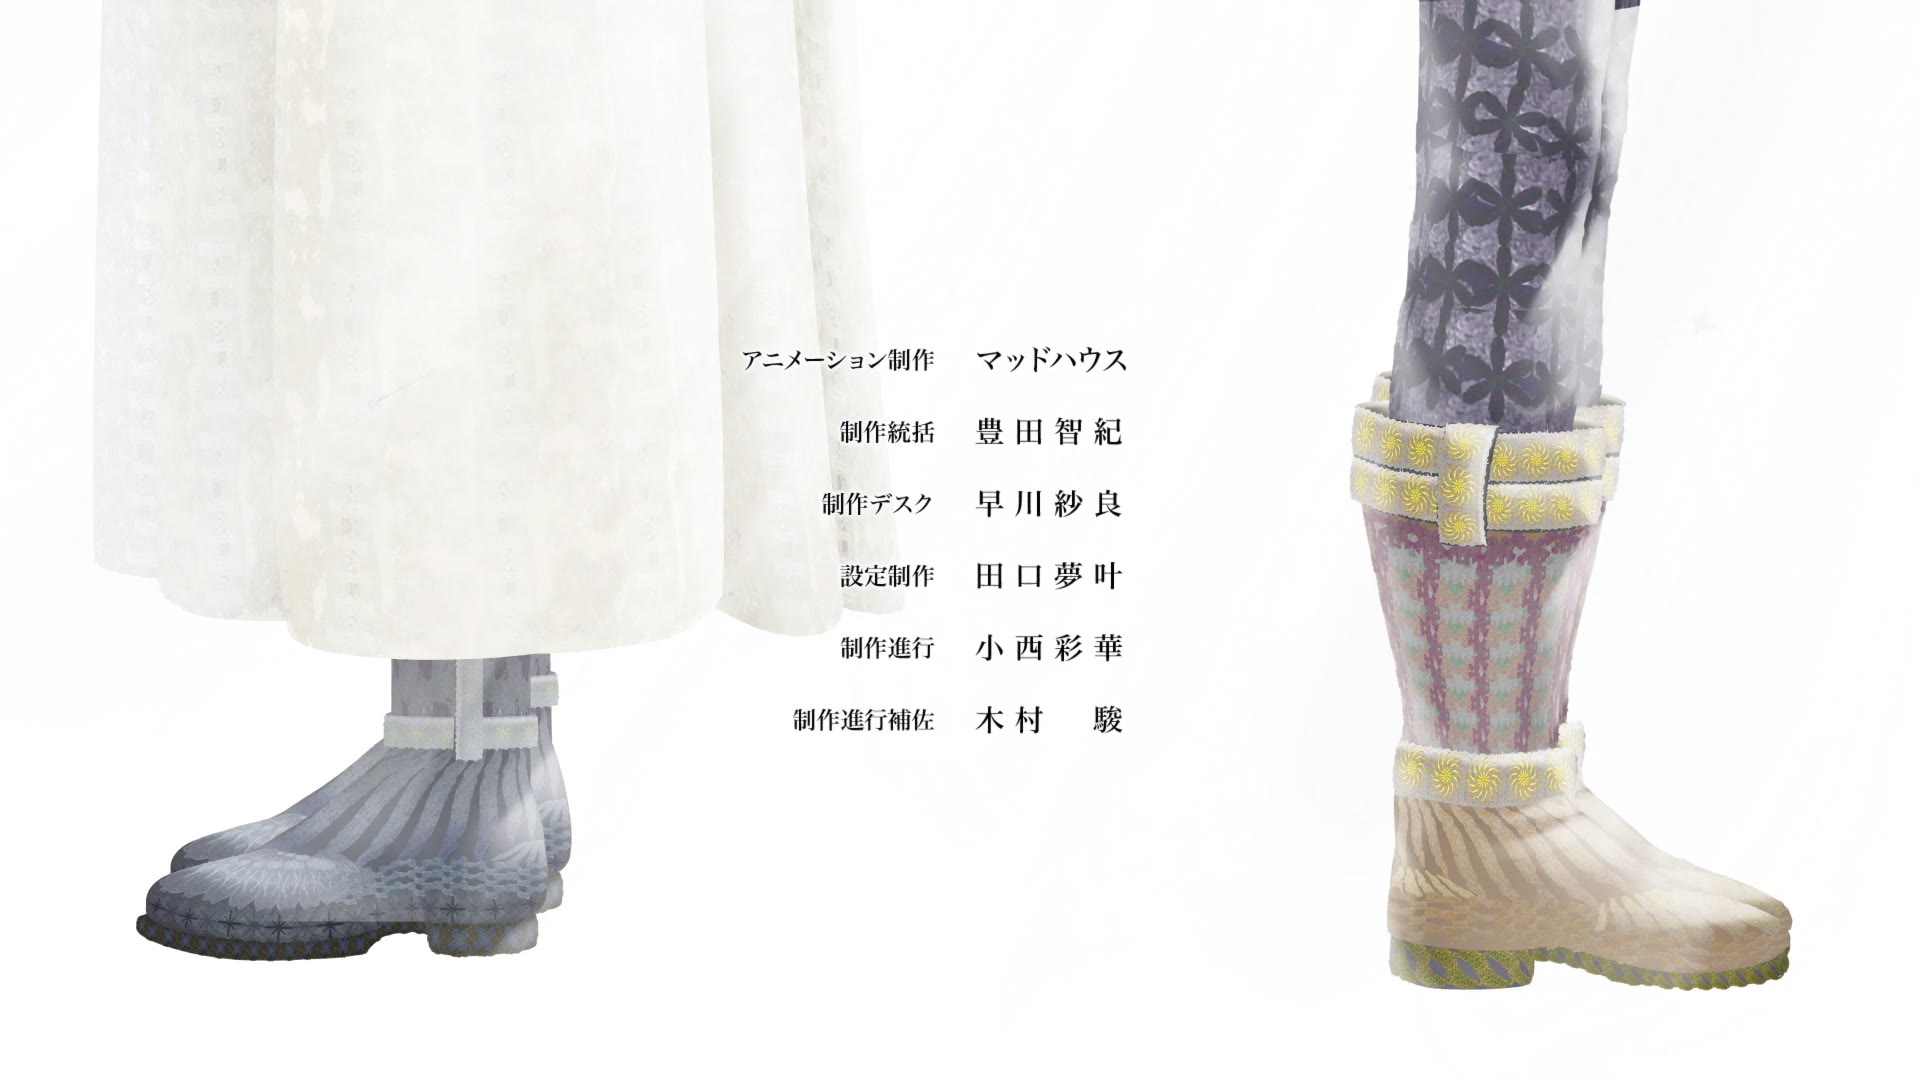 アニメーション制作 マッドハウス
制作統括 豊田智紀
制作デスク 早川紗良
設定制作 田口夢叶
制作進行 小西彩華
制作進行補佐 木村 駿